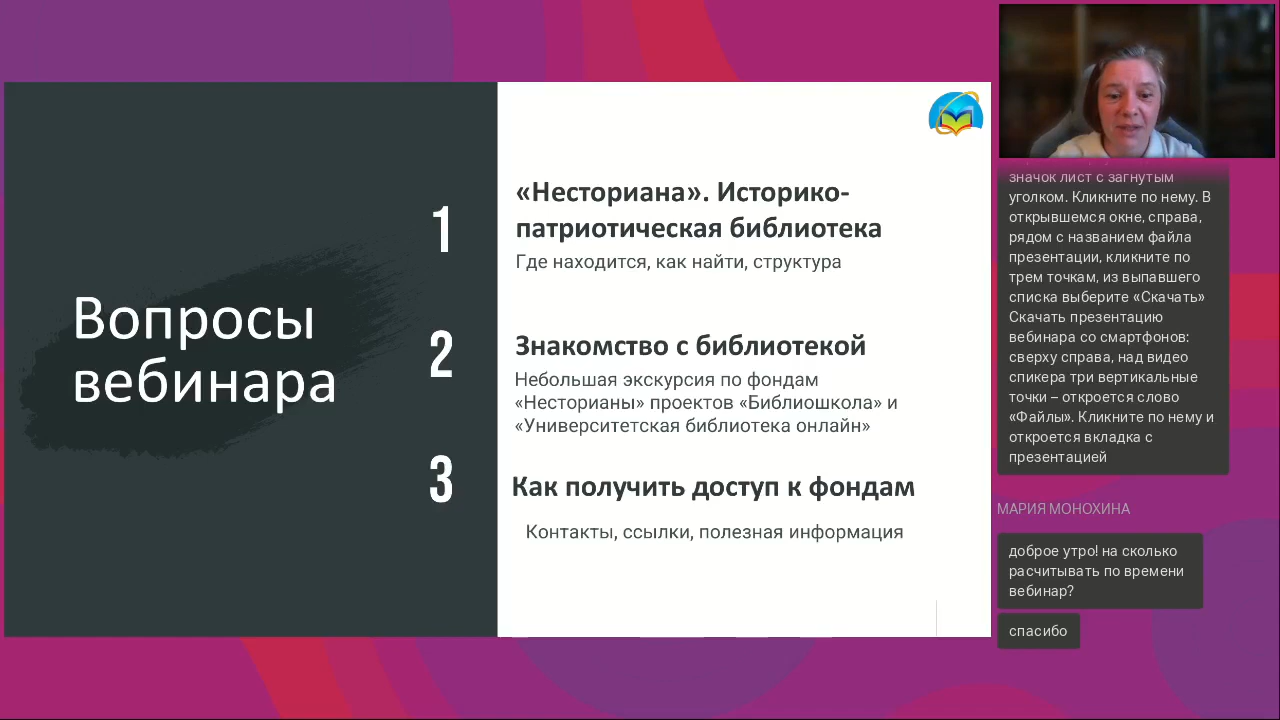 Вопросы
вебинара
1
«Несториана». Историко-
патриотическая библиотека
Где находится, как найти, структура
2
Знакомство с библиотекой
Небольшая экскурсия по фондам
«Несторианы» проектов «Библиошкола» и
«Университетская библиотека онлайн»
3
Как получить доступ к фондам
Контакты, ссылки, полезная информация
значок лист с загнутым
уголком. Кликните по нему. В
открывшемся окне, справа,
рядом с названием файла
презентации, кликните по
трем точкам, из выпавшего
списка выберите «Скачать»
Скачать презентацию
вебинара со смартфонов:
сверху справа, над видео
спикера три вертикальные
точки – откроется слово
«Файлы». Кликните по нему и
откроется вкладка с
презентацией
МАРИЯ МОНОХИНА
доброе утро! на сколько
расчитывать по времени
вебинар?
спасибо